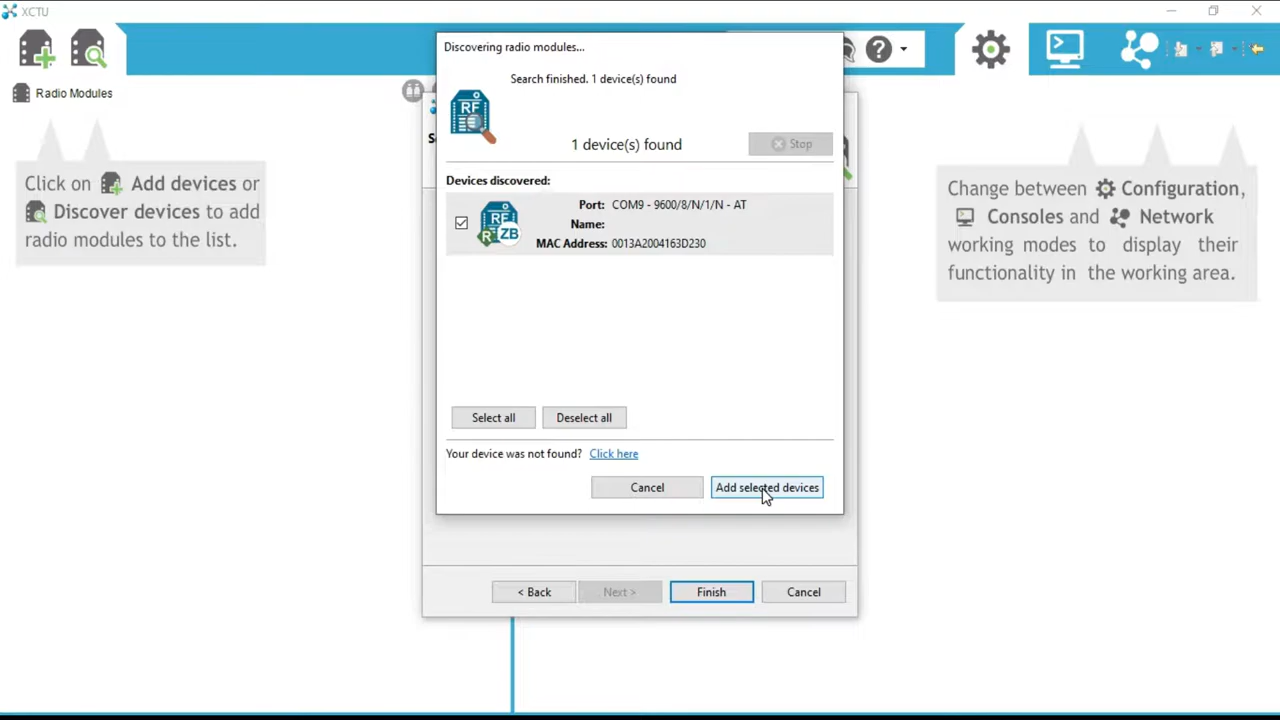 XCTU
Radio Modules
Click on Add devices or
Discover devices to add
radio modules to the list.
Discovering radio modules...
Search finished. 1 device(s) found
RF
1 device(s) found
Stop
Devices discovered:
RF
R
ZB
Port: COM9 - 9600/8/N/1/N - AT
Name:
MAC Address: 0013A2004163D230
Select all
Deselect all
Your device was not found? Click here
Cancel
Add selected devices
< Back
Next >
Finish
Cancel
Change between Configuration,
Consoles and Network
working modes to display their
functionality in the working area.